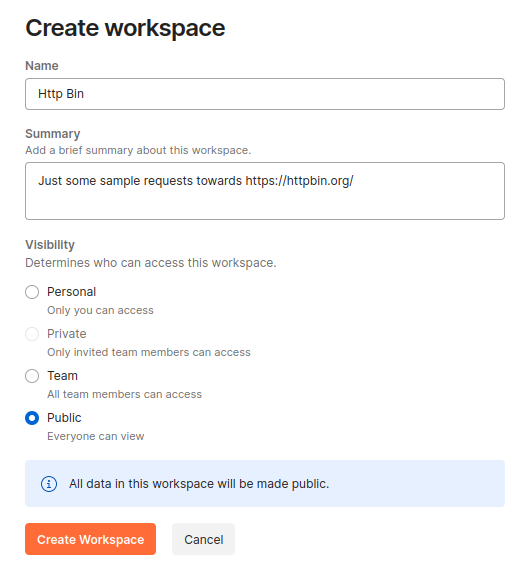 Create workspace
Name
Http Bin
Summary
Add a brief summary about this workspace.
Just some sample requests towards https://httpbin.org/
Visibility
Determines who can access this workspace.
Personal
Only you can access
Private
Only invited team members can access
Team
All team members can access
Public
Everyone can view
All data in this workspace will be made public.
Create Workspace
Cancel